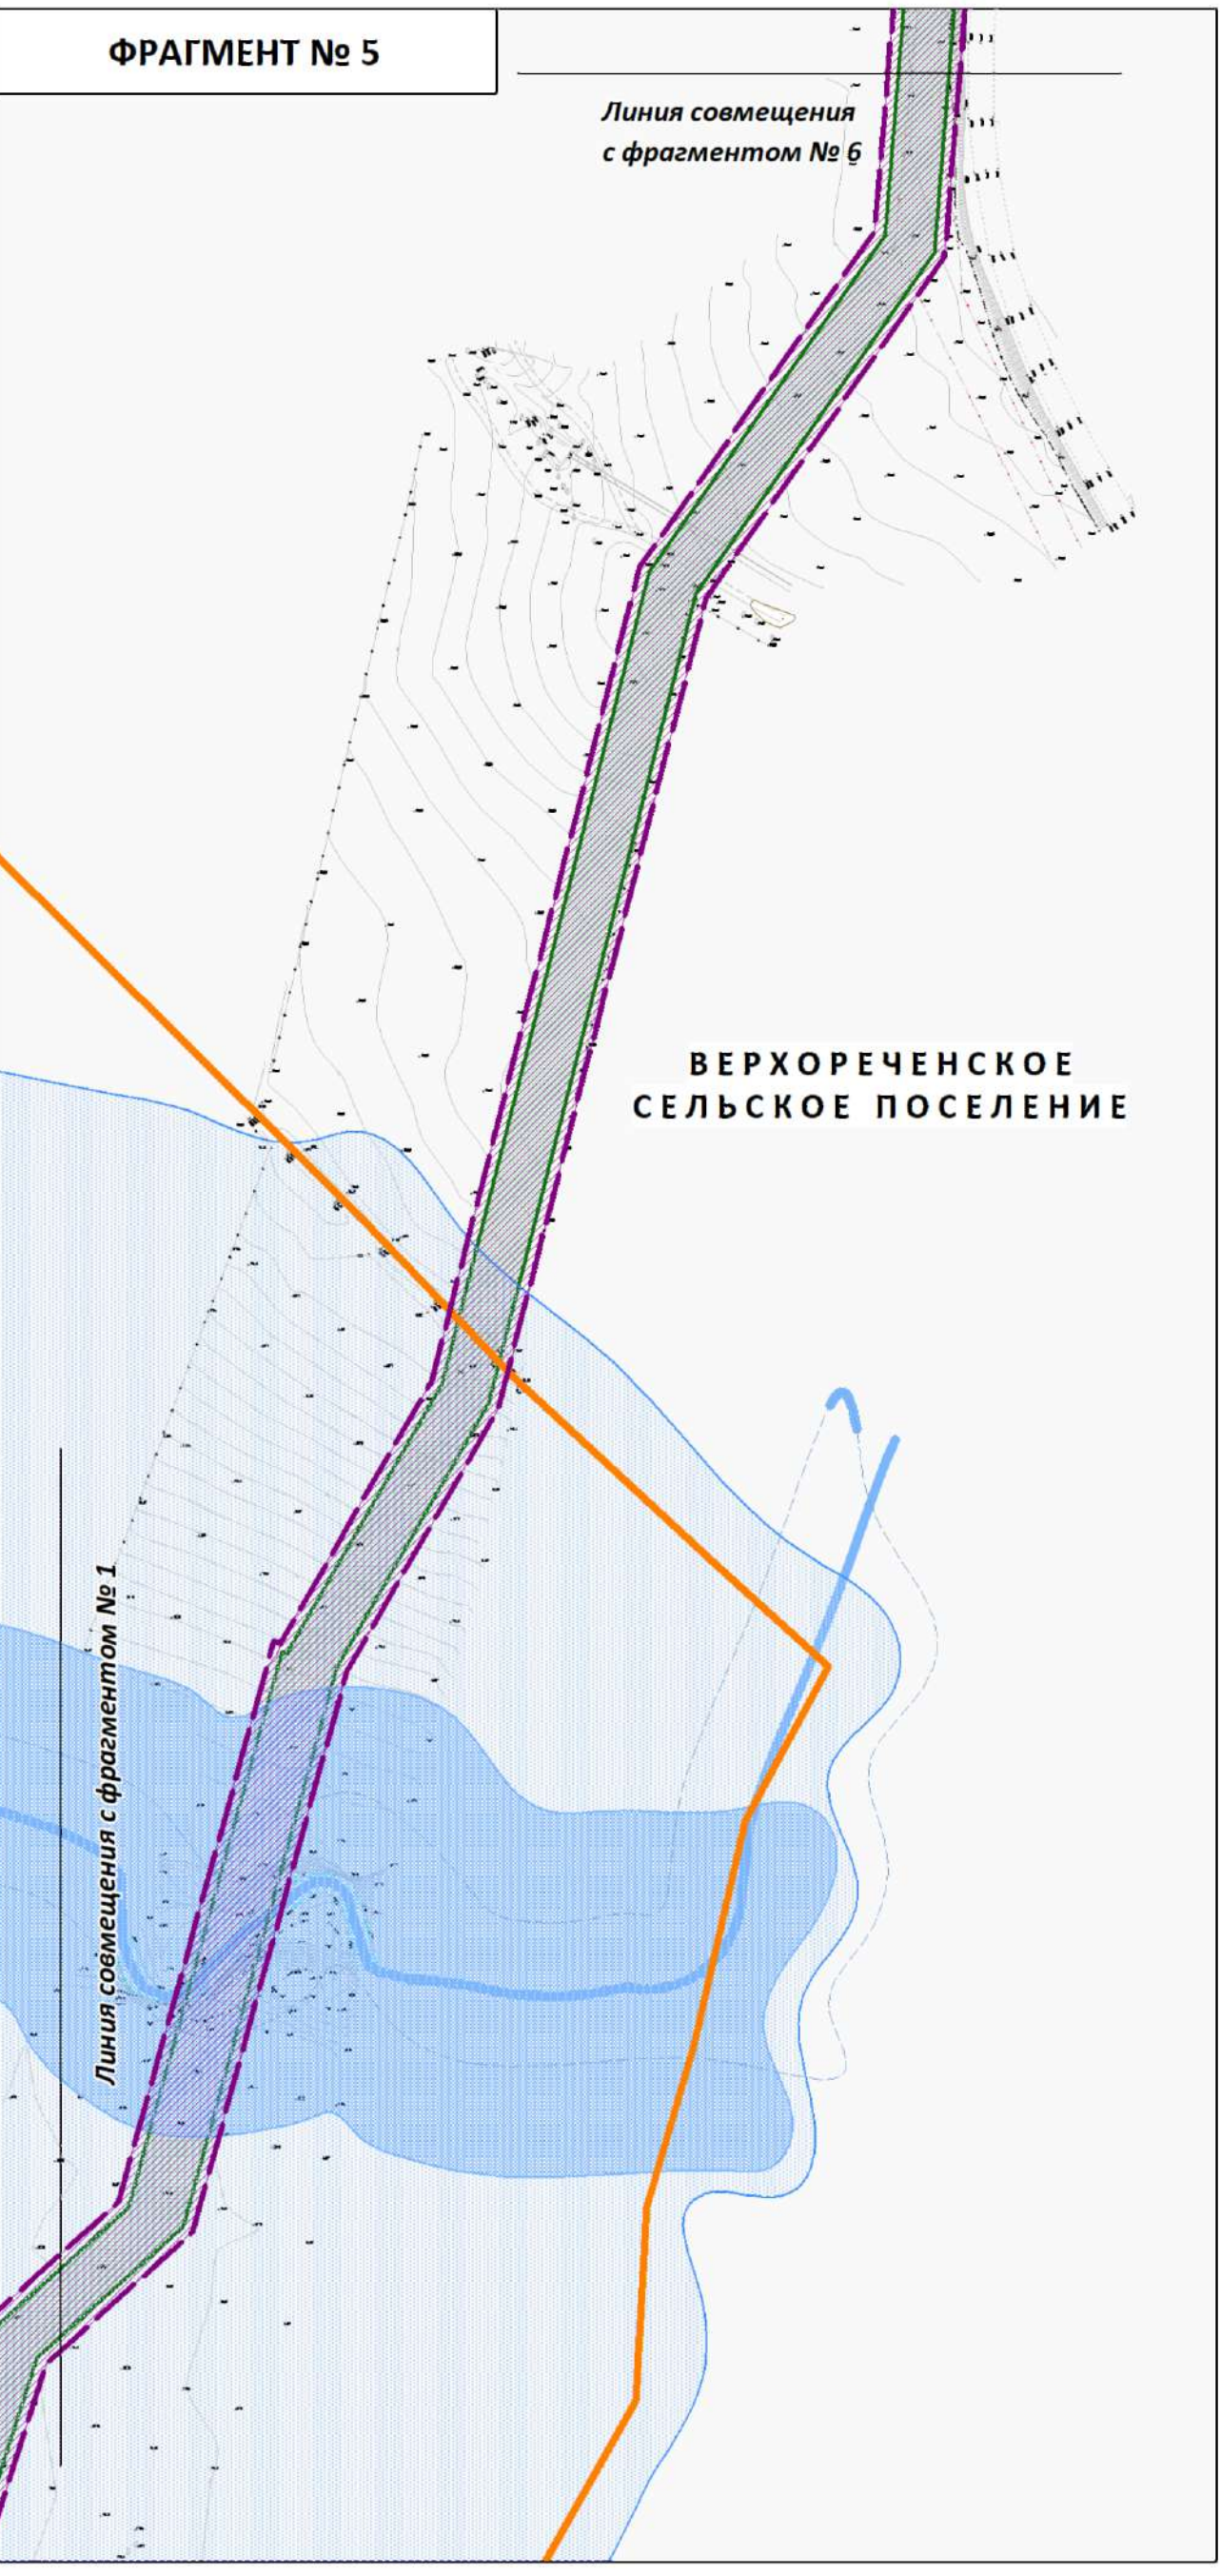 ФРАГМЕНТ № 5
Линия совмещения
с фрагментом № 6
ВЕРХОРЕЧЕНСКОЕ
СЕЛЬСКОЕ ПОСЕЛЕНИЕ
Линия совмещения с фрагментом № 1